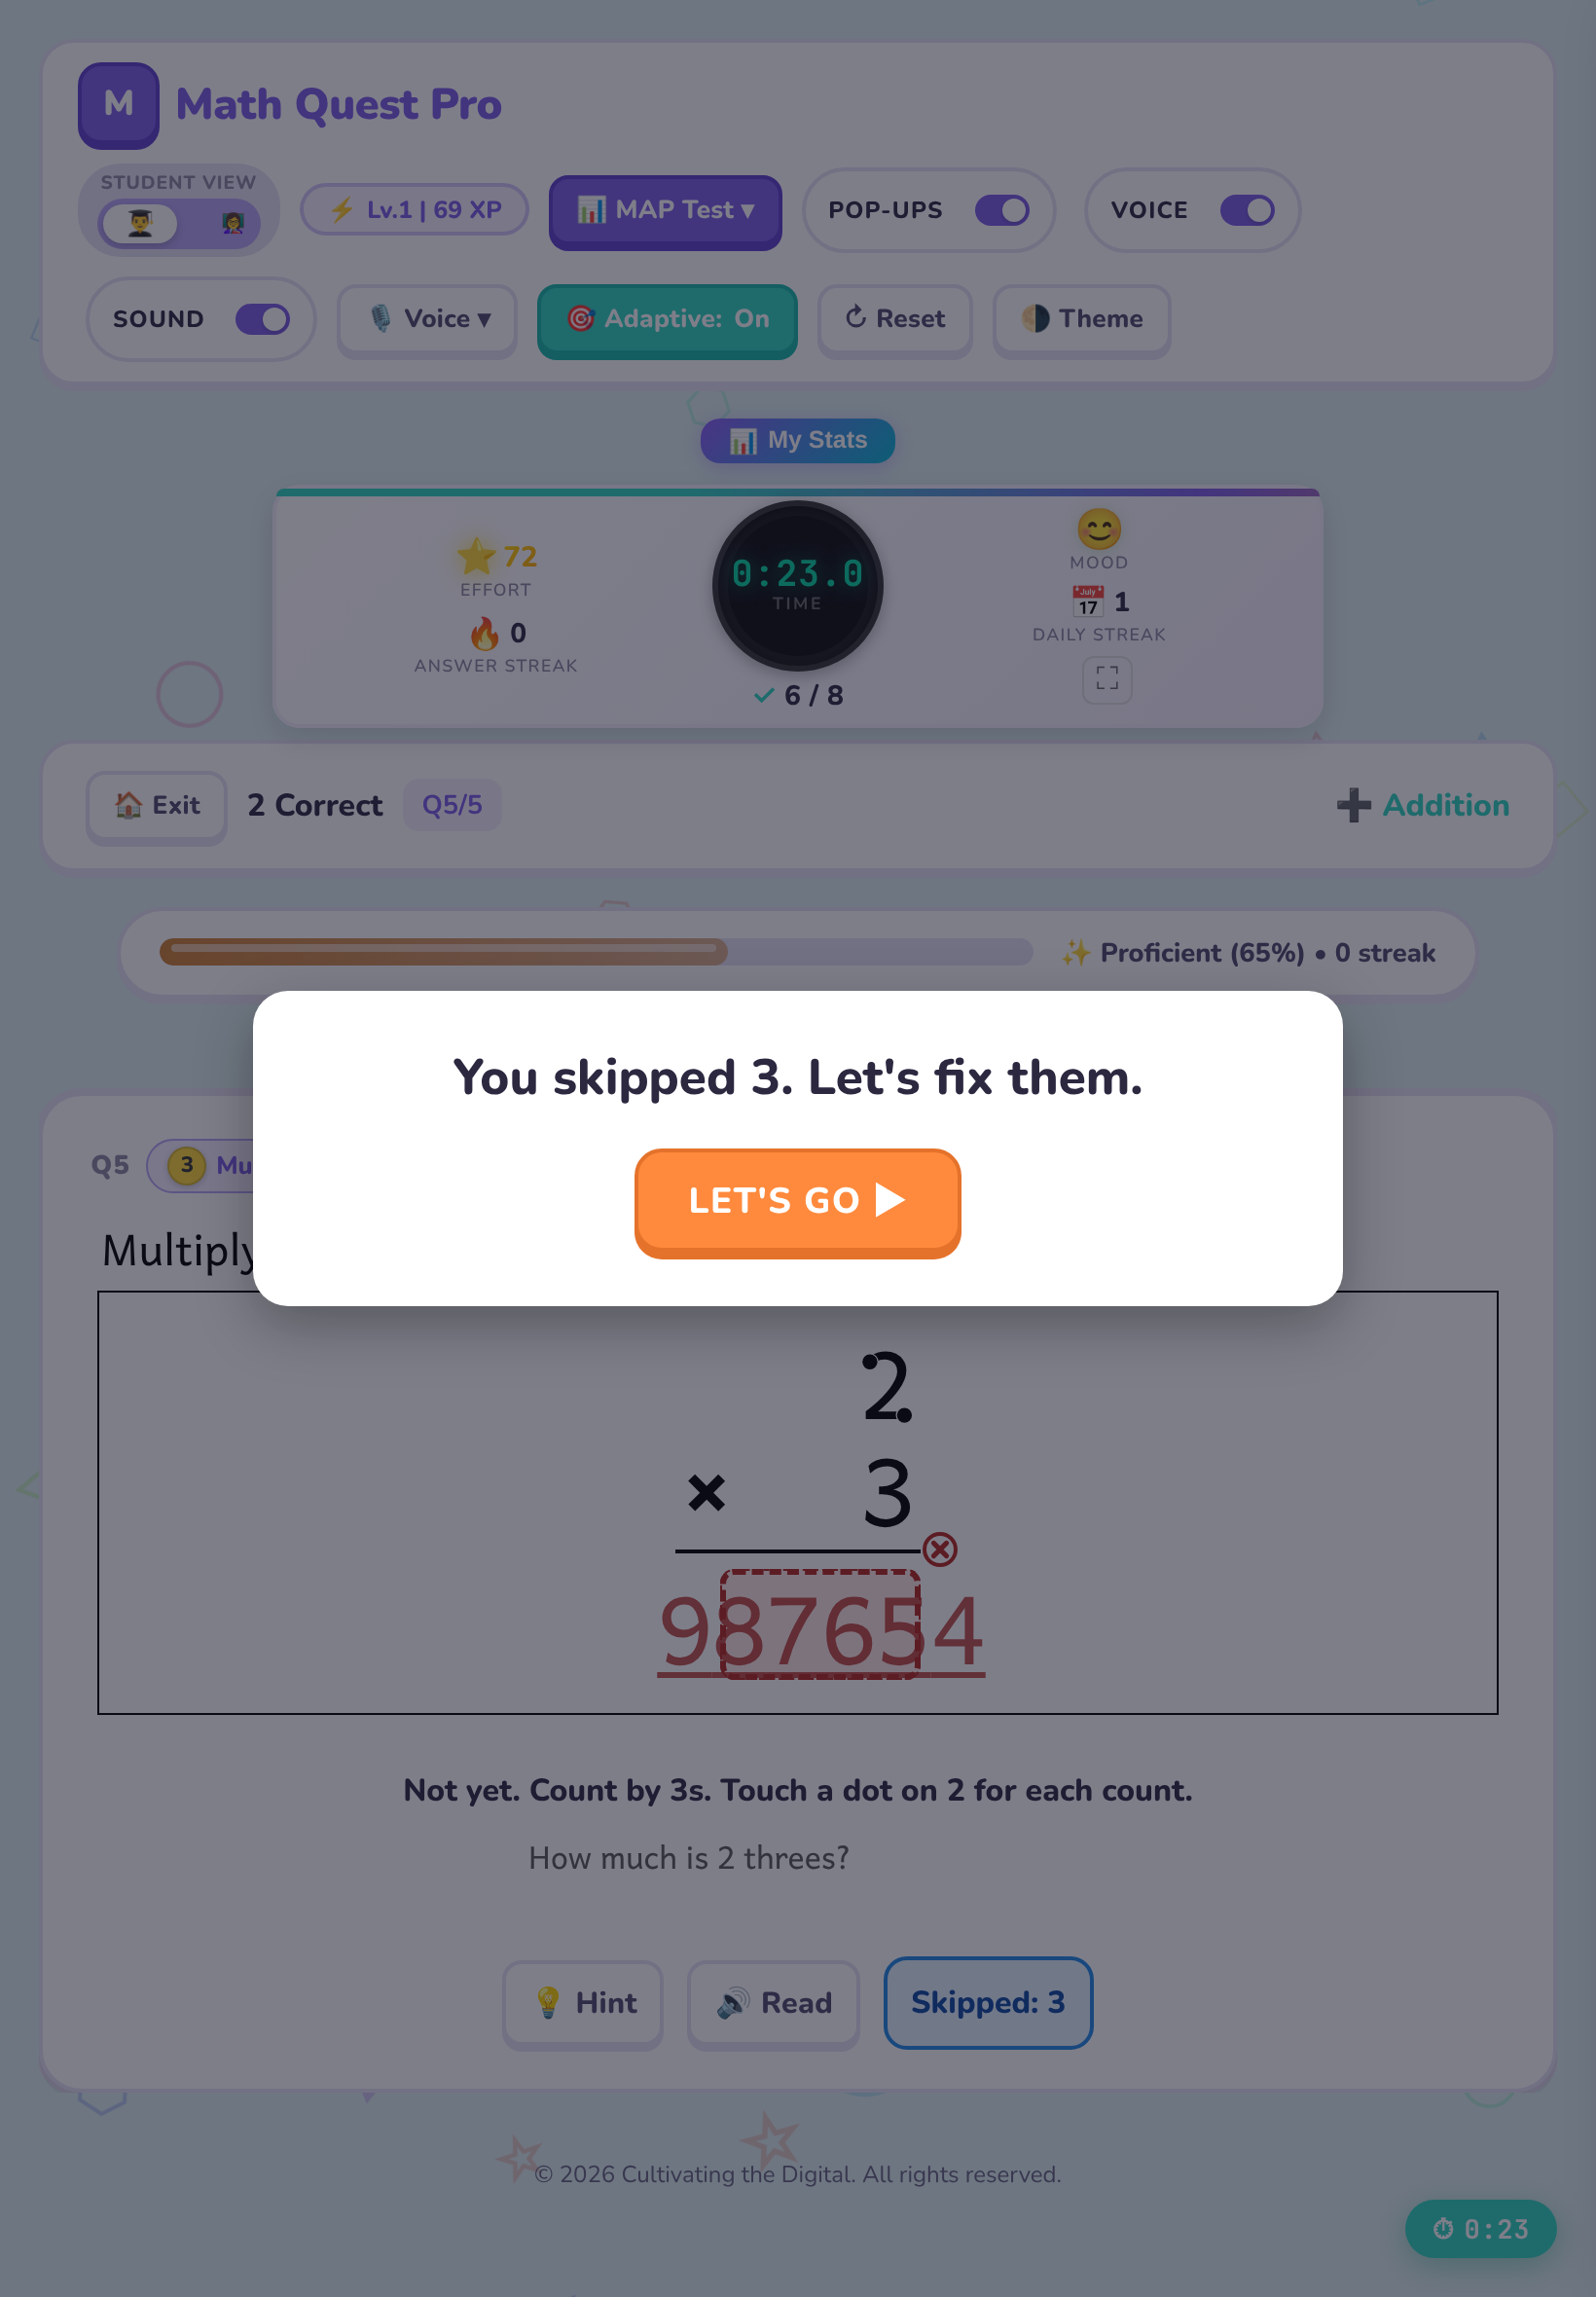 M Math Quest Pro
STUDENT VIEW
⚡ Lv.1 | 69 XP
📊 MAP Test ▾
POP-UPS
VOICE
SOUND
🎙️ Voice ▾
🎯 Adaptive: On
↻ Reset
🌗 Theme
📊 My Stats
⭐ 72
EFFORT
🔥 0
ANSWER STREAK
0:23.0
TIME
✓ 6 / 8
😊
MOOD
📅 1
DAILY STREAK
🏠 Exit
2 Correct
Q5/5
➕ Addition
✨ Proficient (65%) • 0 streak
You skipped 3. Let's fix them.
LET'S GO ▶
Q5
3 Mu
Multiply
2
× 3
987654
Not yet. Count by 3s. Touch a dot on 2 for each count.
How much is 2 threes?
💡 Hint
🔊 Read
Skipped: 3
© 2026 Cultivating the Digital. All rights reserved.
⏱ 0:23